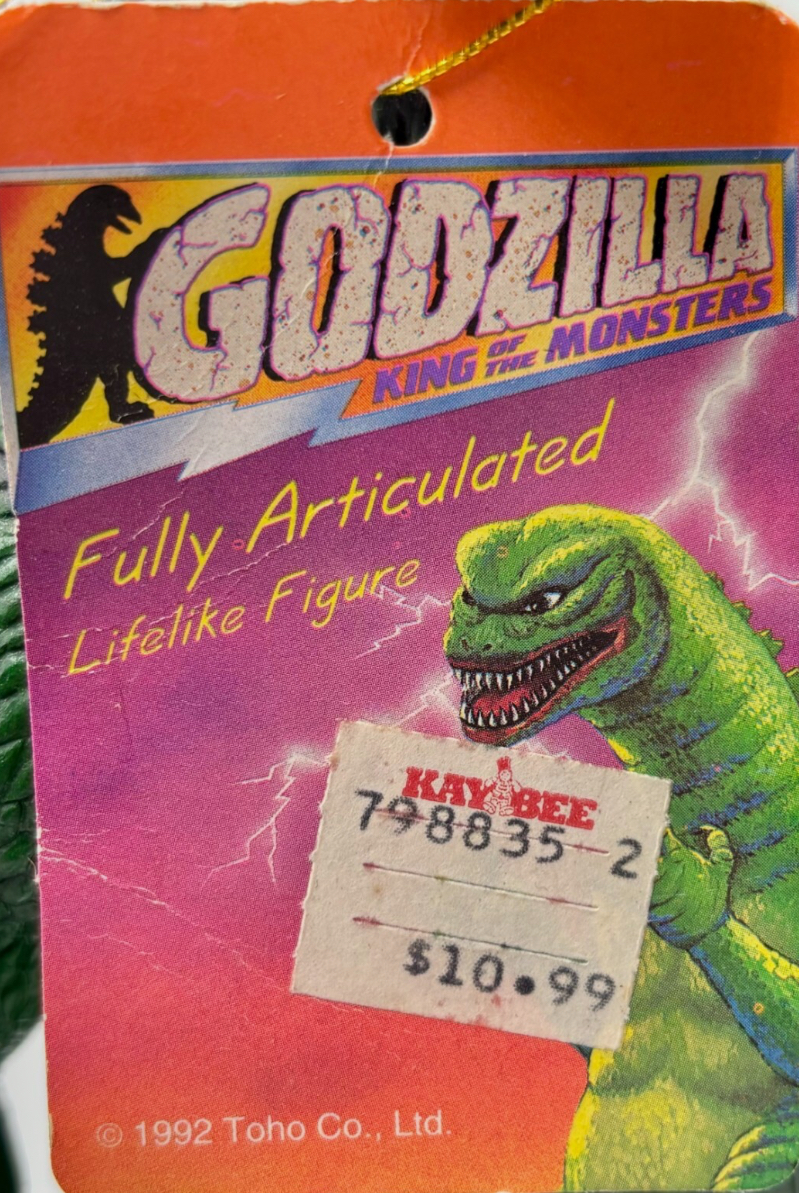 GODZILLA
KING OF THE MONSTERS
Fully Articulated
Lifelike Figure
KAY BEE
798835 2
$10.99
© 1992 Toho Co., Ltd.